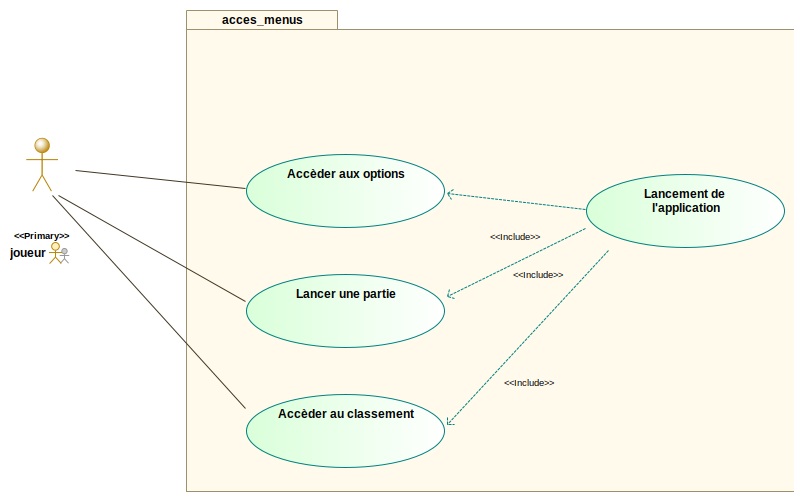 acces_menus
Accèder aux options
Lancement de
l'application
<<Primary>>
joueur
<<Include>>
<<Include>>
Lancer une partie
<<Include>>
Accèder au classement